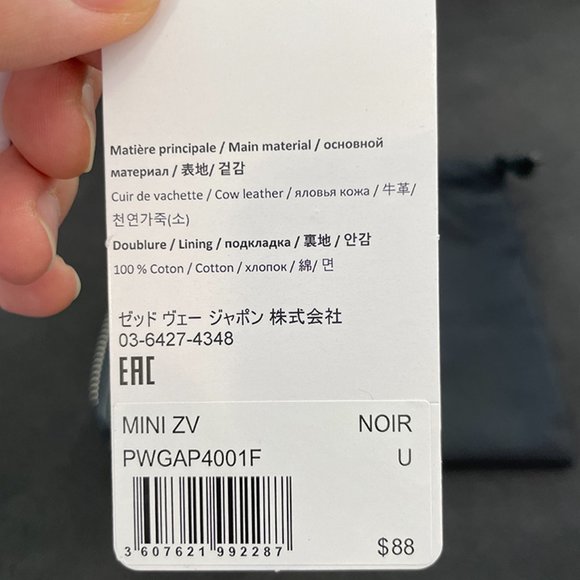 Matière principale / Main material / основной
материал / 表地/ 겉감
Cuir de vachette / Cow leather / яловья кожа / 牛革/
천연가죽(소)
Doublure / Lining / подкладка / 裏地 / 안감
100 % Coton / Cotton / хлопок / 綿/ 면
ゼッド ヴェー ジャポン 株式会社
03-6427-4348
EAC
MINI ZV NOIR
PWGAP4001F U
3 607621 992287
$88